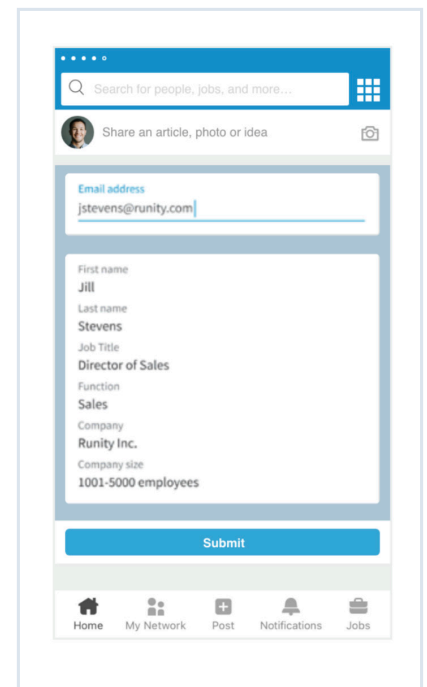 Search for people, jobs, and more...
Share an article, photo or idea
Email address
jstevens@runity.com
First name
Jill
Last name
Stevens
Job Title
Director of Sales
Function
Sales
Company
Runity Inc.
Company size
1001-5000 employees
Submit
Home My Network Post Notifications Jobs